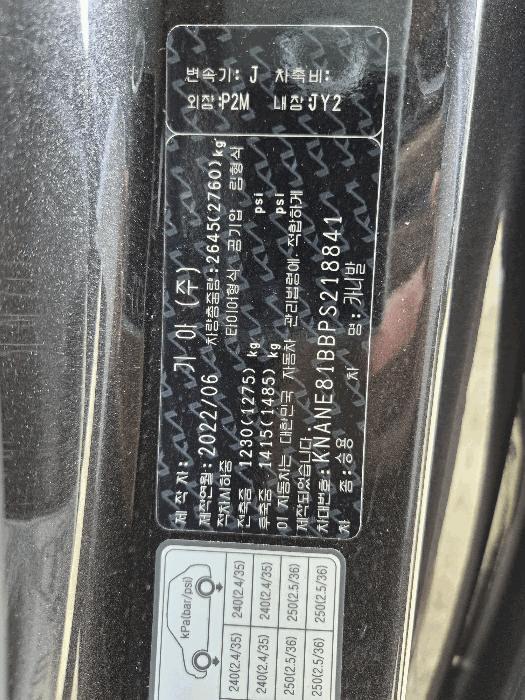 변속기: J 차축비:
외장:P2M 내장:JY2
제 작 자: 기 아 (주)
제작연월: 2022/06 차량총중량:2645(2760)kg
적차시하중 타이어형식 공기압 림형식
전축중 1230(1275) kg psi
후축중 1415(1485) kg psi
이 자동차는 대한민국 자동차 관리법령에 적합하게
제작되었습니다.
차대번호:KNANE81BBPS218841
차 종:승용 차 명:카니발
kPa(bar/psi)
240(2.4/35) 240(2.4/35)
240(2.4/35) 240(2.4/35)
250(2.5/36) 250(2.5/36)
250(2.5/36) 250(2.5/36)